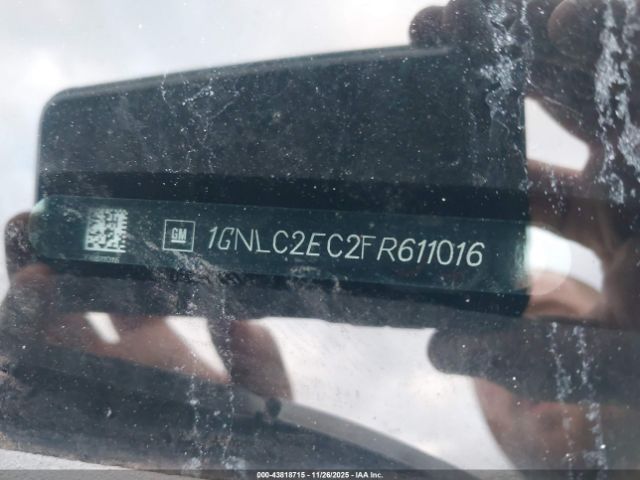 GM 1GNLC2EC2FR611016
000-43818715 - 11/26/2025 - IAA Inc.